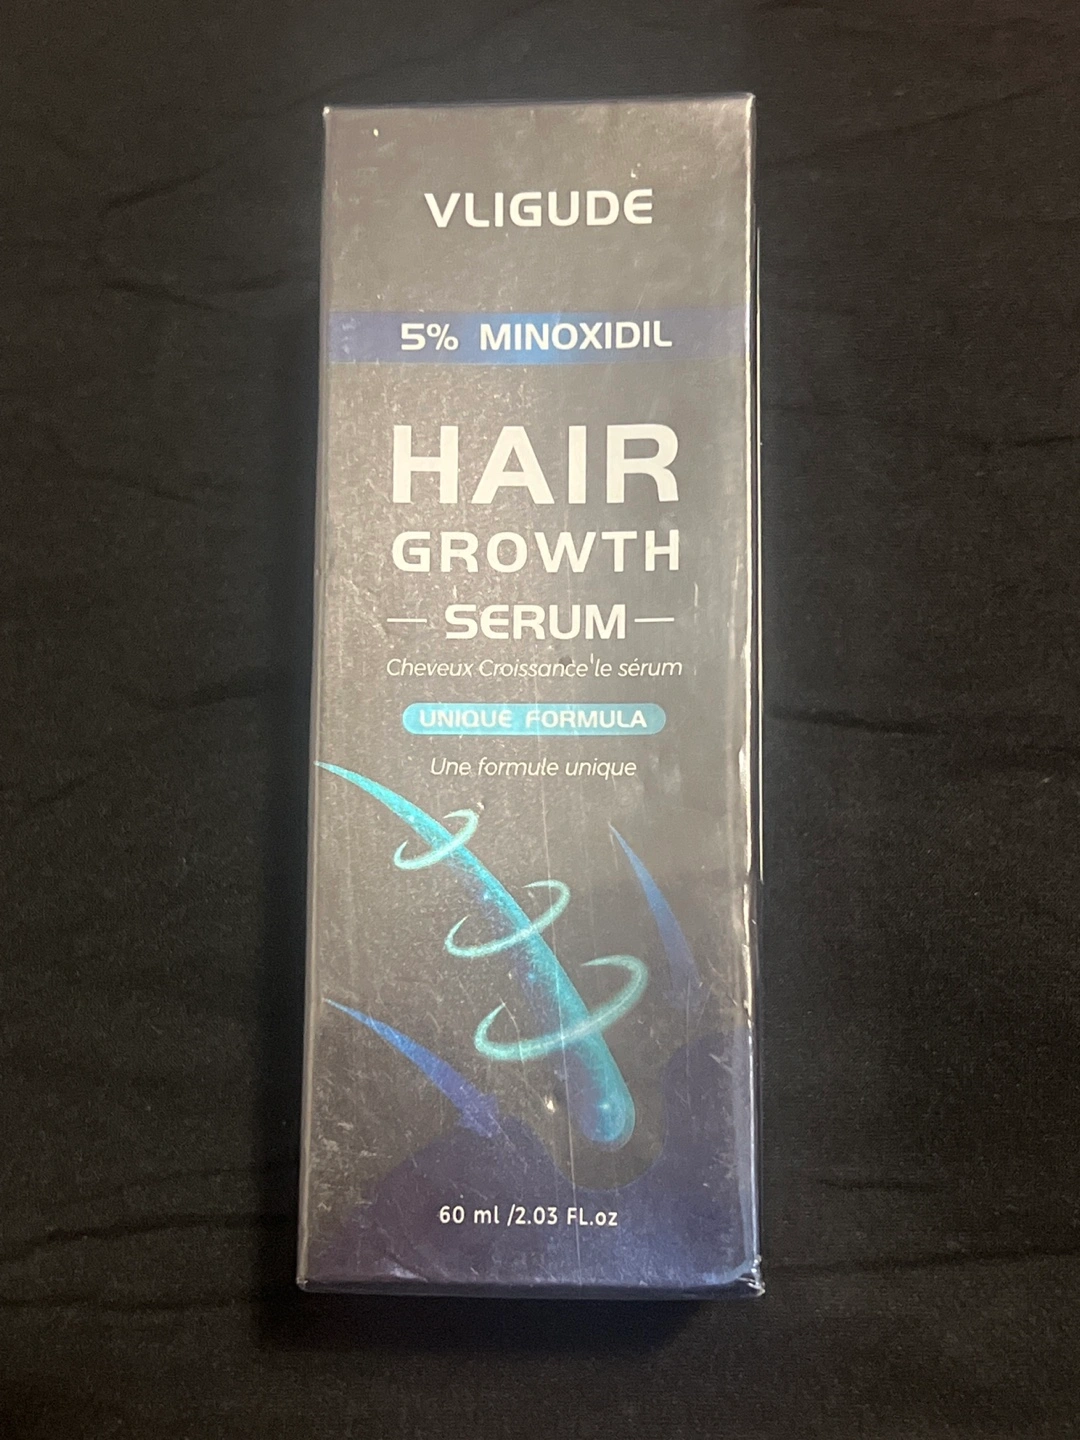 VLIGUDE
5% MINOXIDIL
HAIR
GROWTH
SERUM
Cheveux Croissance'le sérum
UNIQUE FORMULA
Une formule unique
60 ml /2.03 FL.oz